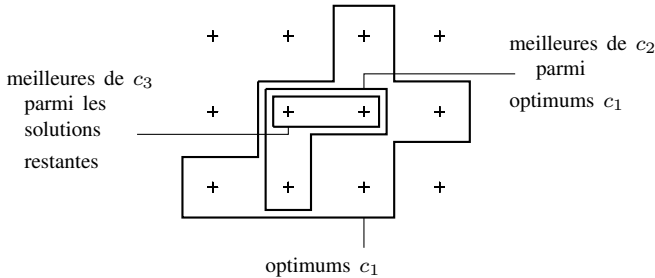 meilleures de c₃
parmi les
solutions
restantes
meilleures de c₂
parmi
optimums c₁
optimums c₁